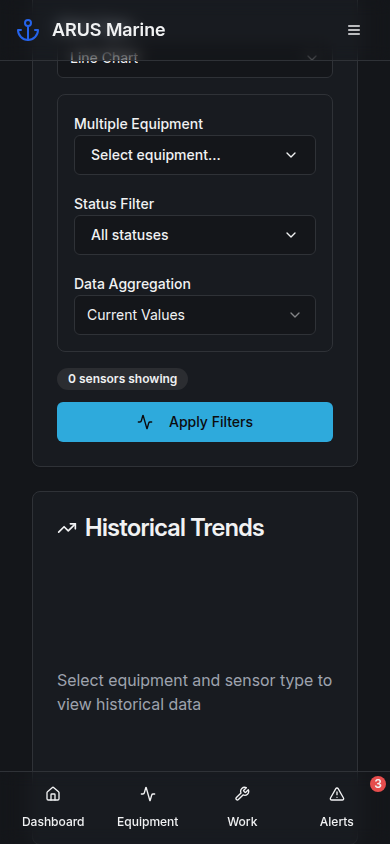 ARUS Marine
Line Chart
Multiple Equipment
Select equipment...
Status Filter
All statuses
Data Aggregation
Current Values
0 sensors showing
Apply Filters
Historical Trends
Select equipment and sensor type to
view historical data
3
Dashboard
Equipment
Work
Alerts